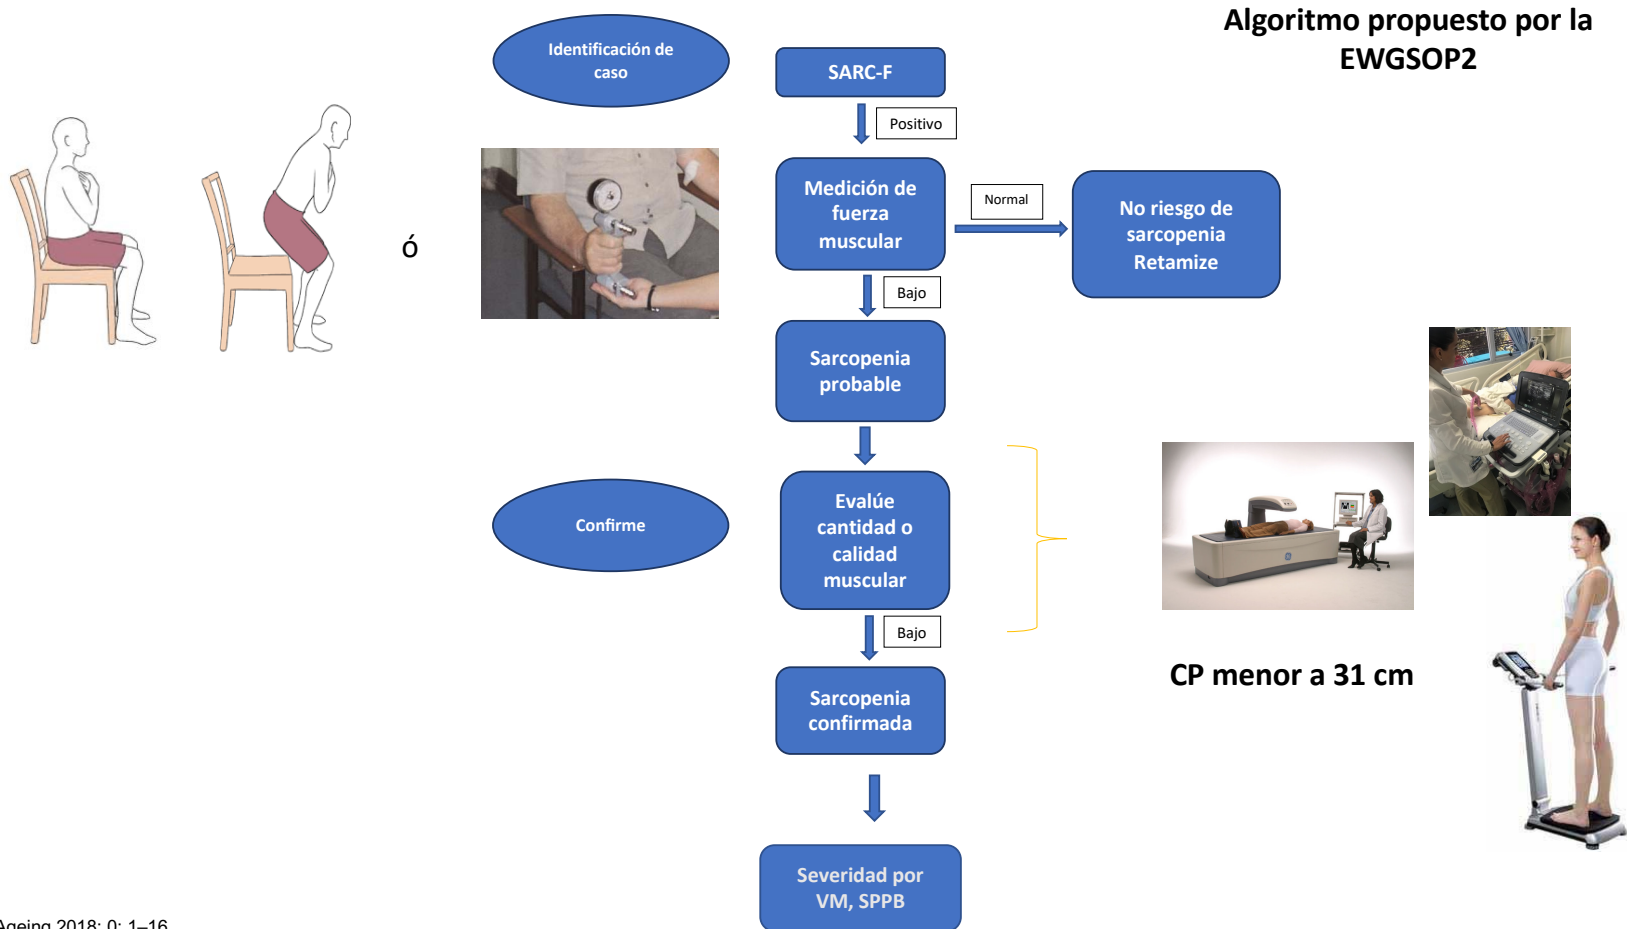 Algoritmo propuesto por la
EWGSOP2
Identificación de
caso
SARC-F
Positivo
ó
Medición de
fuerza
muscular
Normal
No riesgo de
sarcopenia
Retamize
Bajo
Sarcopenia
probable
Confirme
Evalúe
cantidad o
calidad
muscular
Bajo
CP menor a 31 cm
Sarcopenia
confirmada
Severidad por
VM, SPPB
Ageing 2018; 0: 1–16